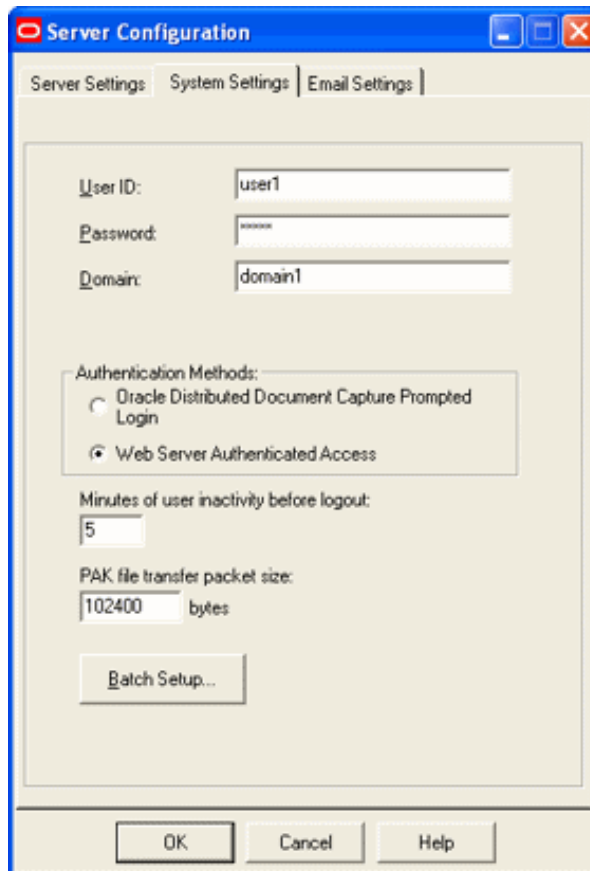 Server Configuration
Server Settings
System Settings
Email Settings
User ID:
user1
Password:
*****
Domain:
domain1
Authentication Methods:
Oracle Distributed Document Capture Prompted
Login
Web Server Authenticated Access
Minutes of user inactivity before logout:
5
PAK file transfer packet size:
102400 bytes
Batch Setup...
OK
Cancel
Help